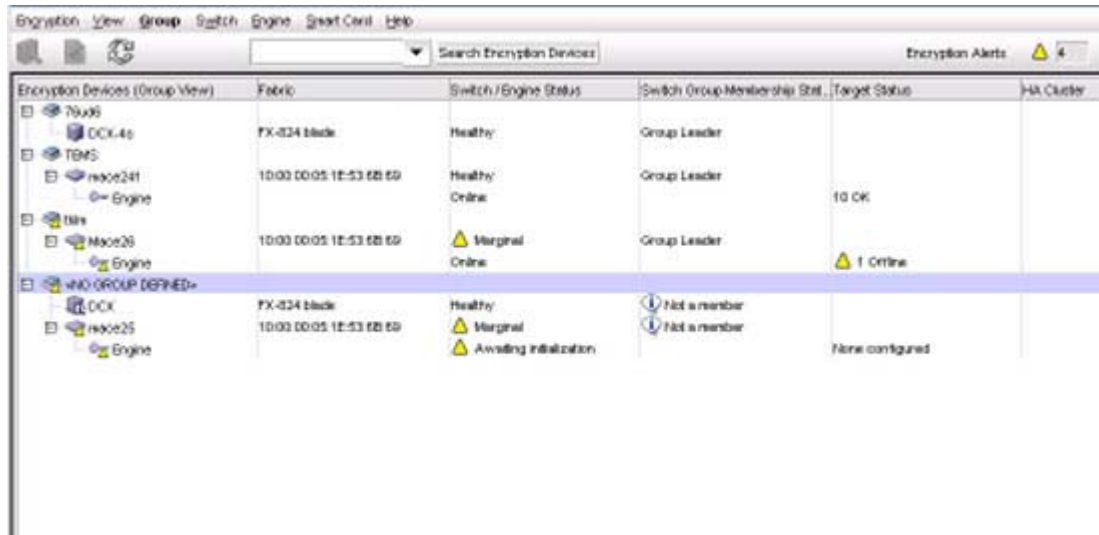 Encryption View Group Switch Engine Smart Card Help
Search Encryption Devices Encryption Alerts 4
Encryption Devices (Group View) Fabric Switch / Engine Status Switch Group Membership Stat... Target Status HA Cluster
DCX-4s FX-824 blade Healthy Group Leader
TEMS
mace241 10:00:00:05:1E:53:6B:69 Healthy Group Leader
Engine Online 10 OK
Mace26 10:00:00:05:1E:53:6B:69 Marginal Group Leader
Engine Online 1 Offline
<NO GROUP DEFINED>
DCX FX-824 blade Healthy Not a member
mace25 10:00:00:05:1E:53:6B:69 Marginal Not a member
Engine Awaiting initialization None configured